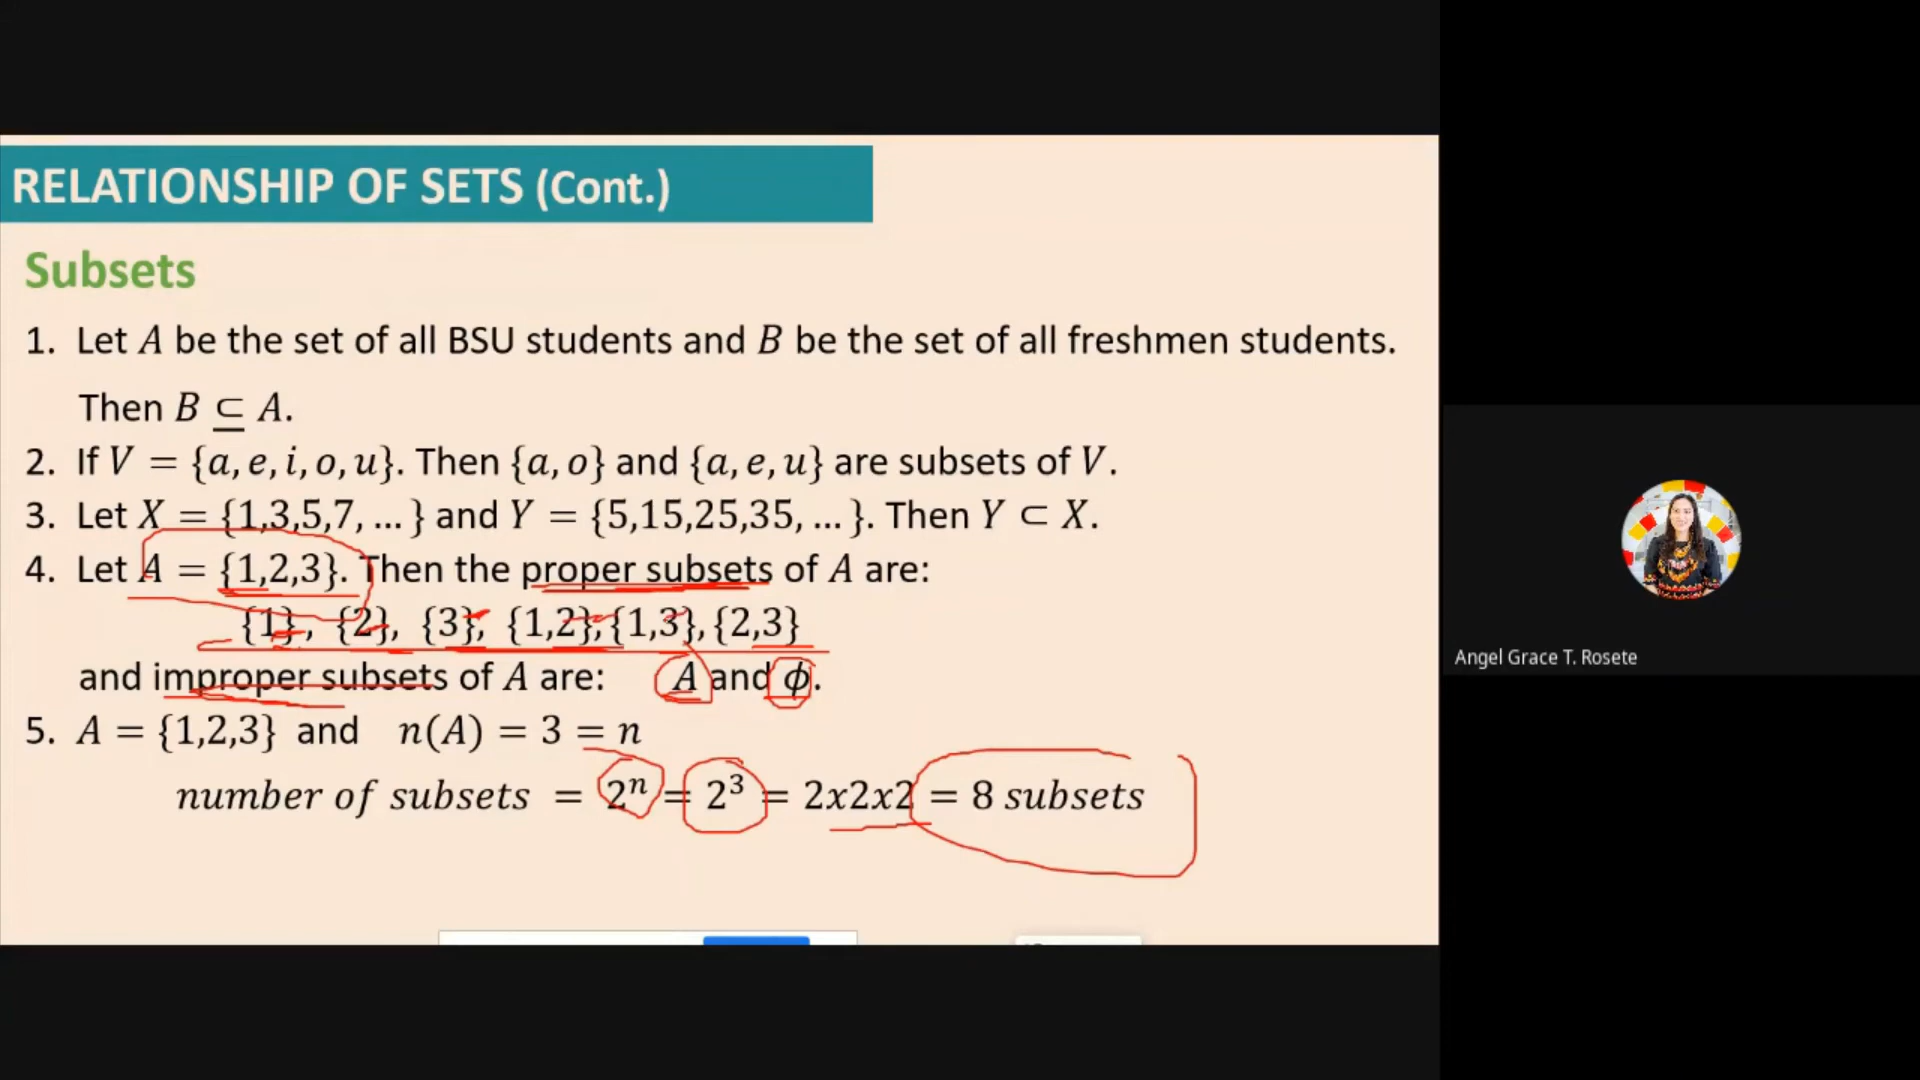 RELATIONSHIP OF SETS (Cont.)
Subsets
1. Let A be the set of all BSU students and B be the set of all freshmen students.
Then B ⊆ A.
2. If V = {a, e, i, o, u}. Then {a, o} and {a, e, u} are subsets of V.
3. Let X = {1,3,5,7, ... } and Y = {5,15,25,35, ... }. Then Y ⊂ X.
4. Let A = {1,2,3}. Then the proper subsets of A are:
{1}, {2}, {3}, {1,2},{1,3}, {2,3}
and improper subsets of A are: A and ϕ.
5. A = {1,2,3} and n(A) = 3 = n
number of subsets = 2ⁿ = 2³ = 2x2x2 = 8 subsets
Angel Grace T. Rosete